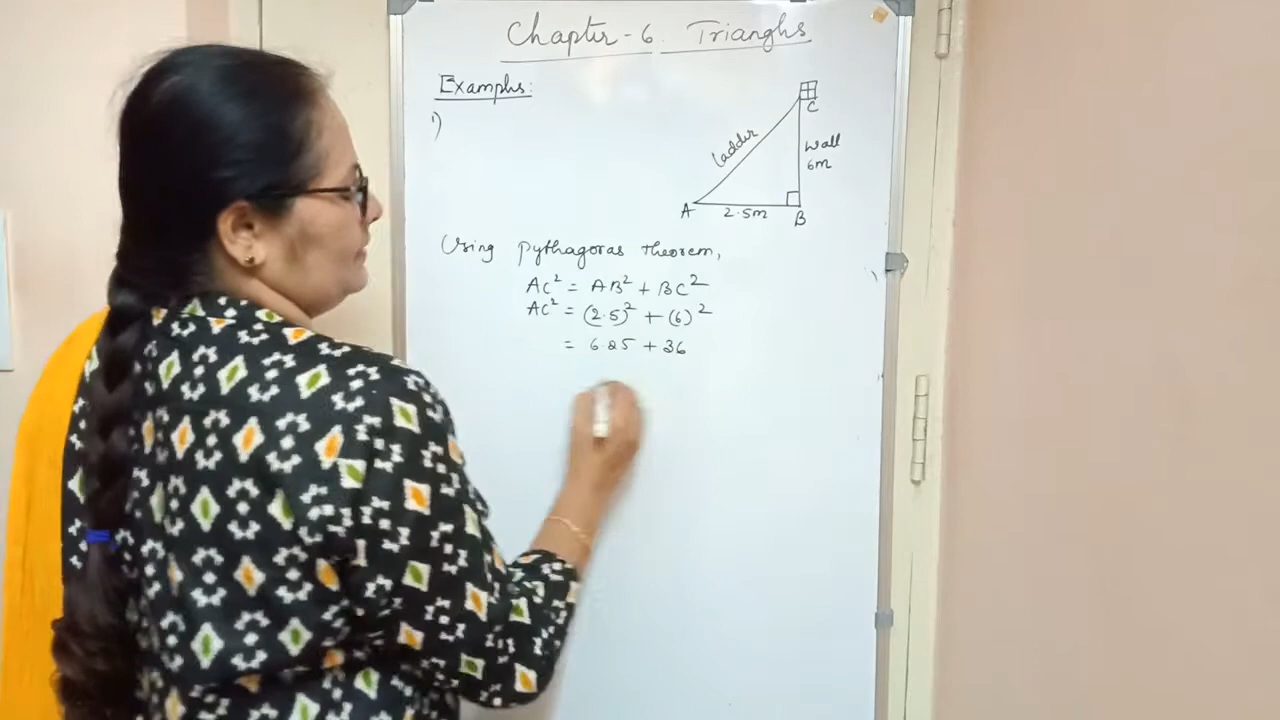 Chapter-6. Triangles
Examples:
1)
C
ladder
Wall
6m
A
2.5m
B
Using pythagoras theorem,
AC² = AB² + BC²
AC² = (2.5)² + (6)²
= 6.25 + 36